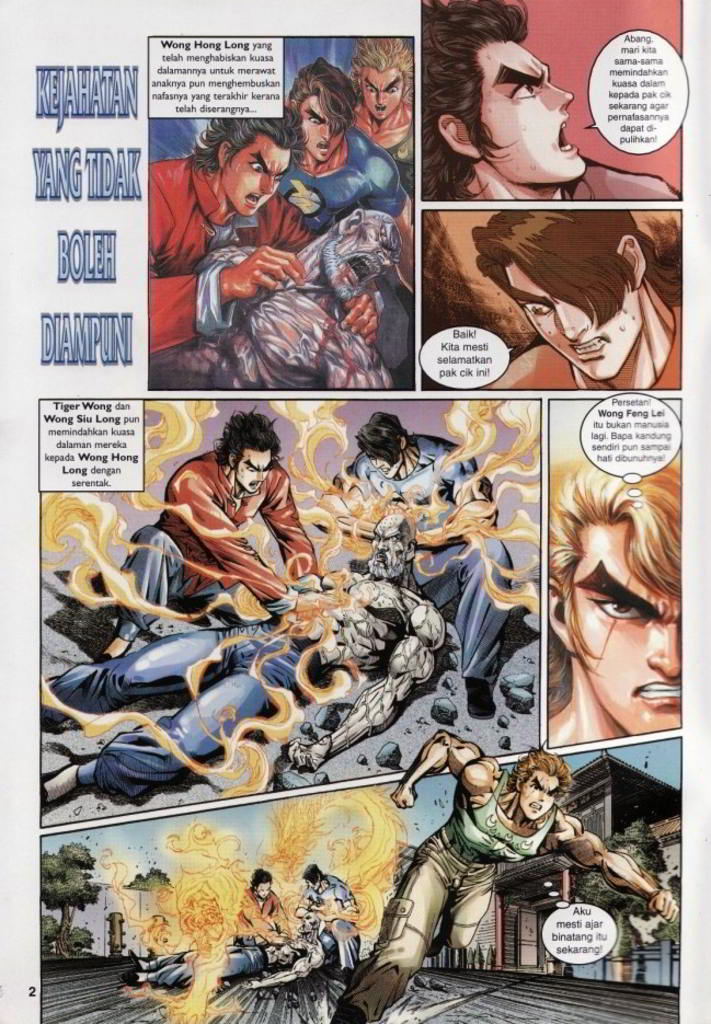 KEJAHATAN
YANG TIDAK
BOLEH
DIAMPUNI
Wong Hong Long yang
telah menghabiskan kuasa
dalamannya untuk merawat
anaknya pun menghembuskan
nafasnya yang terakhir kerana
telah diserangnya...
Abang,
mari kita
sama-sama
memindahkan
kuasa dalam
kepada pak cik
sekarang agar
pernafasannya
dapat di-
pulihkan!
Baik!
Kita mesti
selamatkan
pak cik ini!
Tiger Wong dan
Wong Siu Long pun
memindahkan kuasa
dalaman mereka
kepada Wong Hong
Long dengan
serentak.
Persetan!
Wong Feng Lei
itu bukan manusia
lagi. Bapa kandung
sendiri pun sampai
hati dibunuhnya!
Aku
mesti ajar
binatang itu
sekarang!
2